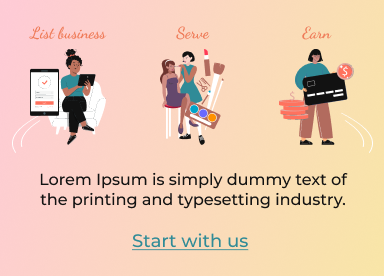 List business
Serve
Earn
Lorem Ipsum is simply dummy text of
the printing and typesetting industry.
Start with us